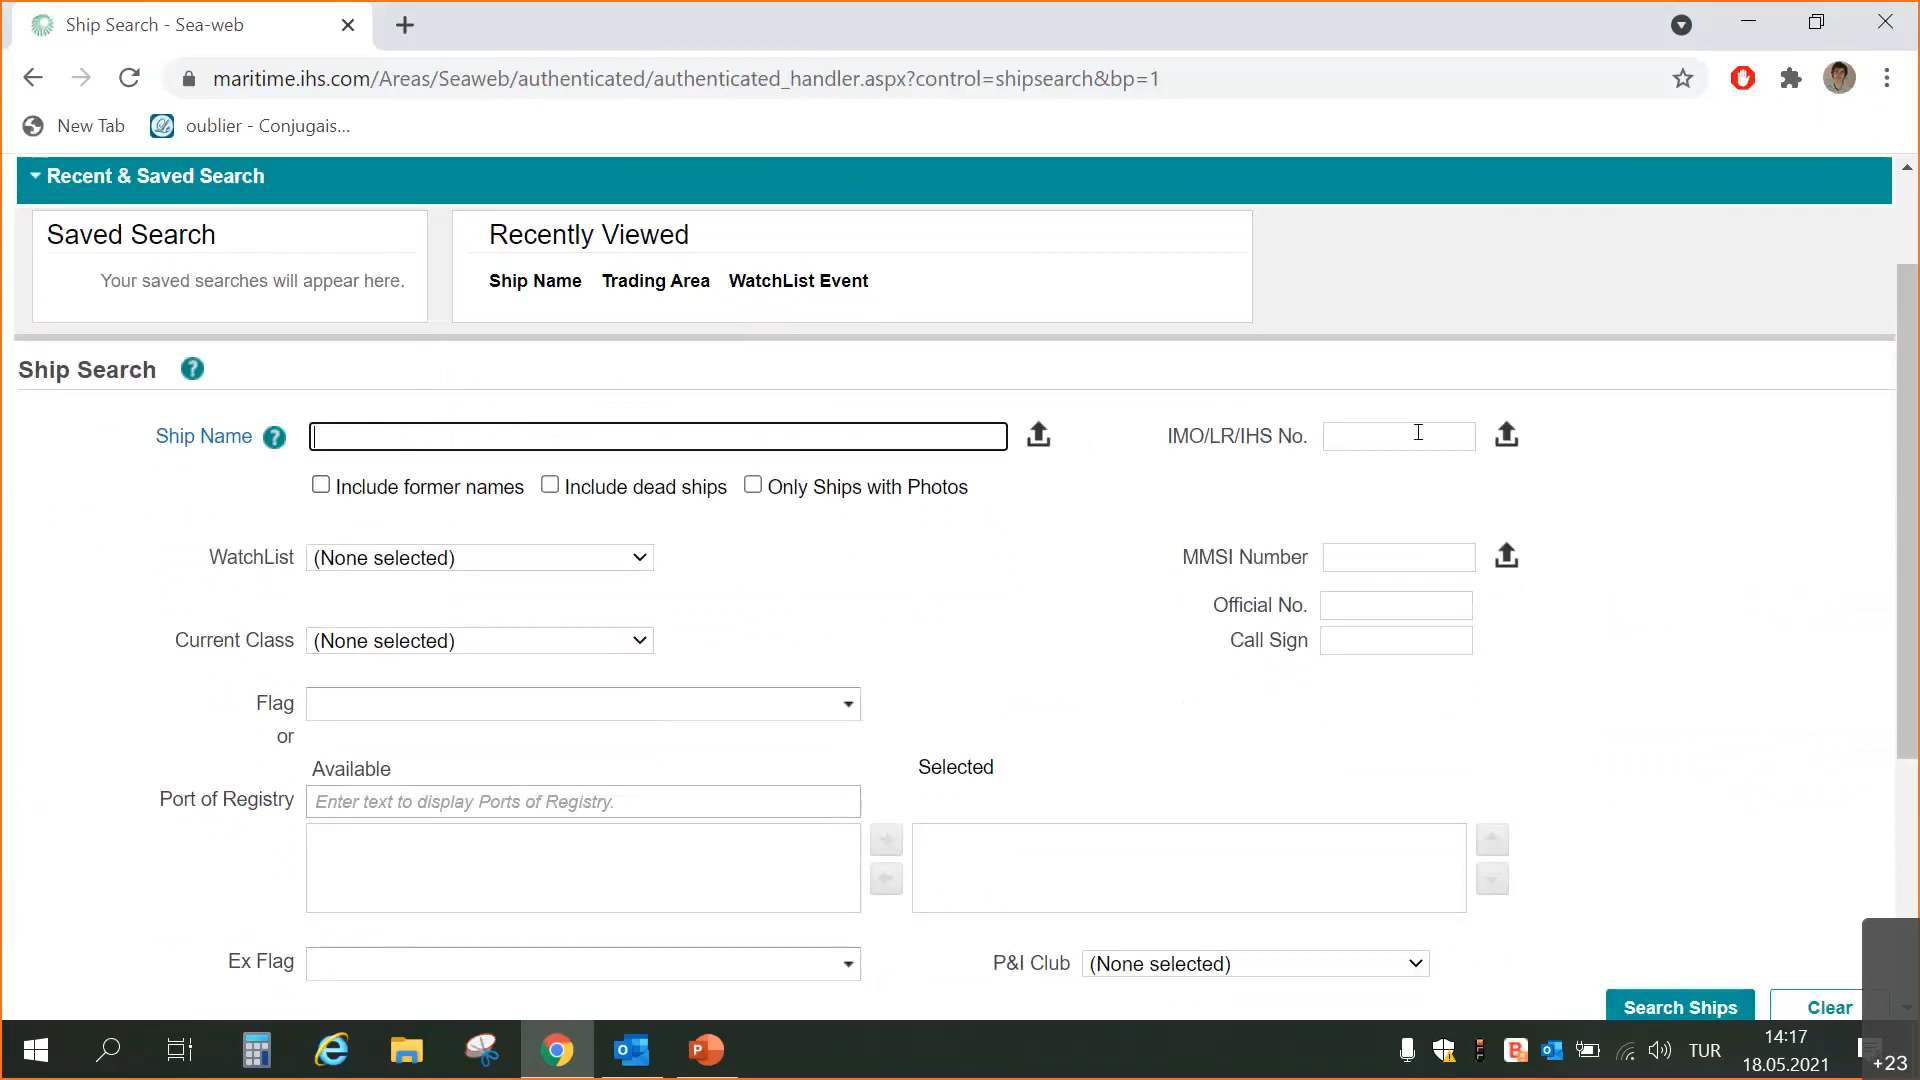 Ship Search - Sea-web
maritime.ihs.com/Areas/Seaweb/authenticated/authenticated_handler.aspx?control=shipsearch&bp=1
New Tab
oublier - Conjugais...
Recent & Saved Search
Saved Search
Your saved searches will appear here.
Recently Viewed
Ship Name Trading Area WatchList Event
Ship Search ?
Ship Name ?
IMO/LR/IHS No.
Include former names Include dead ships Only Ships with Photos
WatchList (None selected)
MMSI Number
Official No.
Current Class (None selected)
Call Sign
Flag
or
Available
Selected
Port of Registry Enter text to display Ports of Registry.
Ex Flag
P&I Club (None selected)
Search Ships
Clear
TUR
14:17
18.05.2021
+23